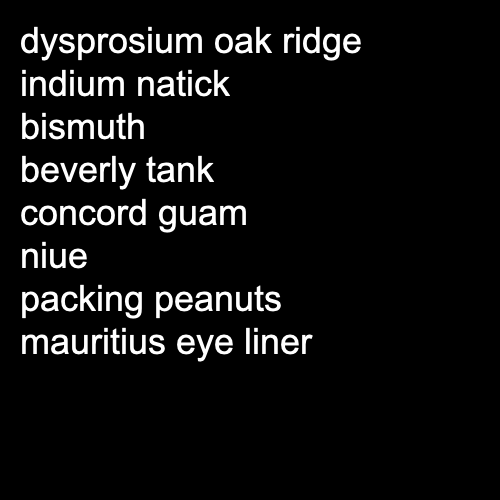 dysprosium oak ridge
indium natick
bismuth
beverly tank
concord guam
niue
packing peanuts
mauritius eye liner